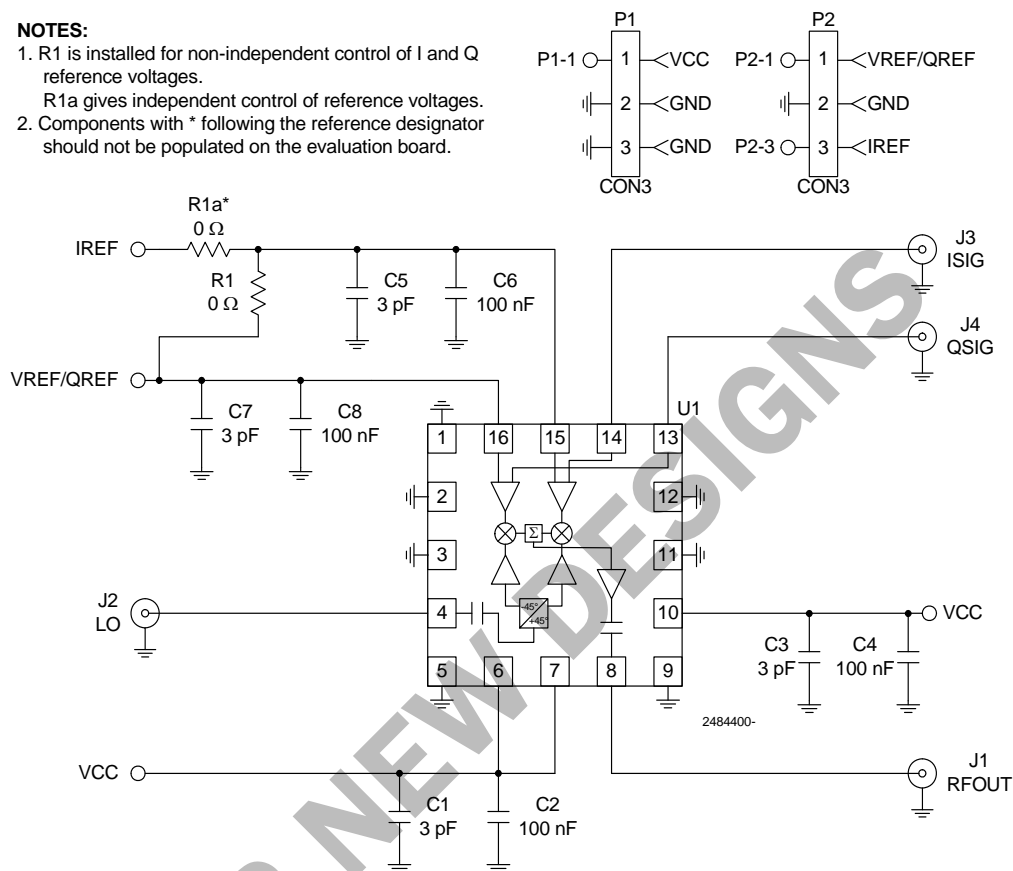 NOTES:
1. R1 is installed for non-independent control of I and Q
reference voltages.
R1a gives independent control of reference voltages.
2. Components with * following the reference designator
should not be populated on the evaluation board.
P1
P1-1
1
VCC
2
GND
3
GND
CON3
P2
P2-1
1
VREF/QREF
2
GND
P2-3
3
IREF
CON3
R1a*
0 Ω
IREF
R1
0 Ω
C5
3 pF
C6
100 nF
J3
ISIG
J4
QSIG
VREF/QREF
C7
3 pF
C8
100 nF
U1
1
16
15
14
13
2
12
Σ
3
11
J2
LO
4
-45°
+45°
10
VCC
C3
3 pF
C4
100 nF
5
6
7
8
9
2484400-
VCC
C1
3 pF
C2
100 nF
J1
RFOUT
NEW DESIGNS